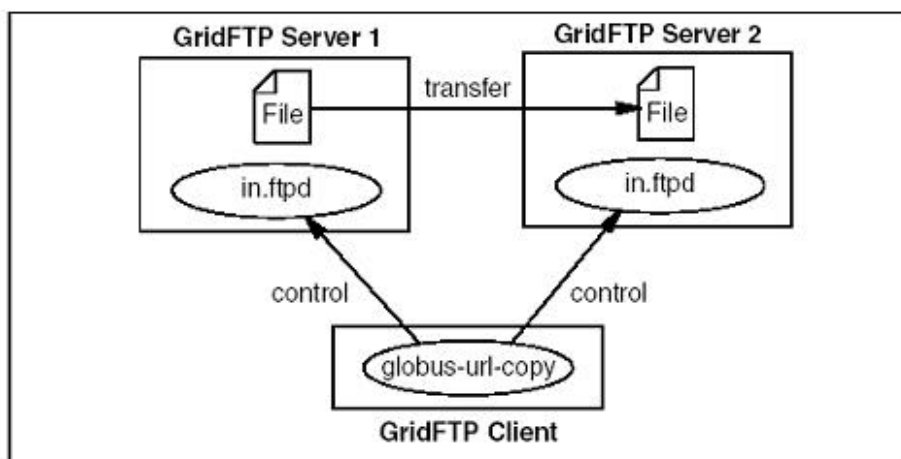 GridFTP Server 1
GridFTP Server 2
File
transfer
File
in.ftpd
in.ftpd
control
control
globus-url-copy
GridFTP Client